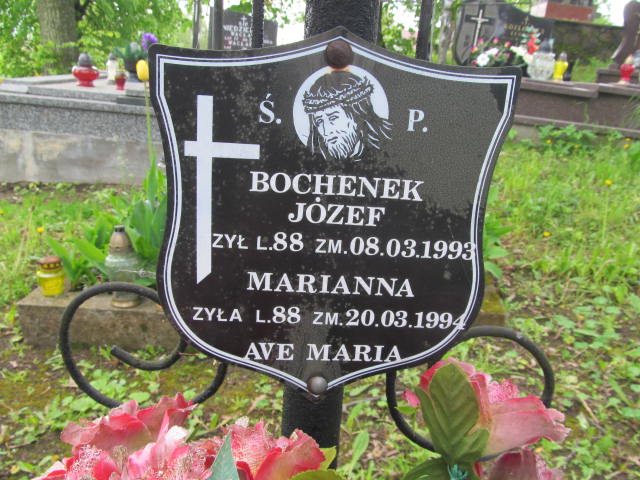 Ś. P.
BOCHENEK
JÓZEF
ŻYŁ L.88 ZM.08.03.1993
MARIANNA
ŻYŁA L.88 ZM.20.03.1994
AVE MARIA